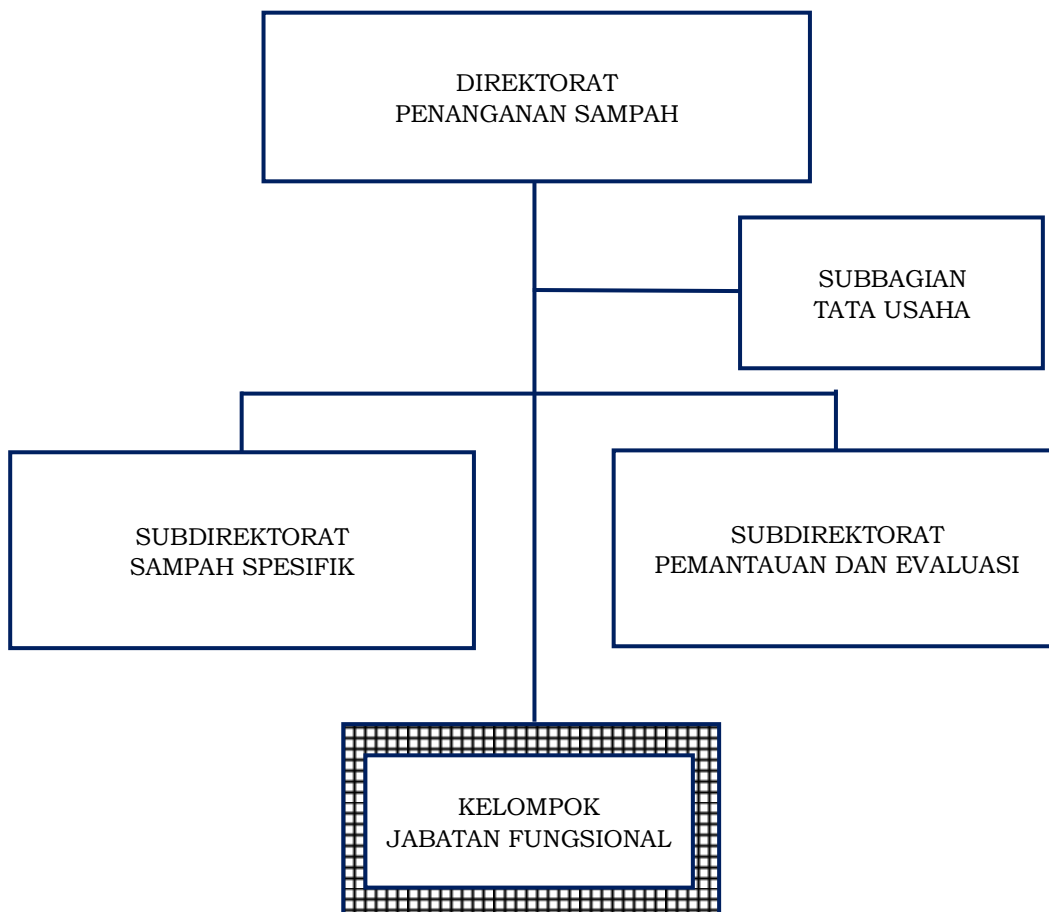 DIREKTORAT
PENANGANAN SAMPAH
SUBBAGIAN
TATA USAHA
SUBDIREKTORAT
SAMPAH SPESIFIK
SUBDIREKTORAT
PEMANTAUAN DAN EVALUASI
KELOMPOK
JABATAN FUNGSIONAL